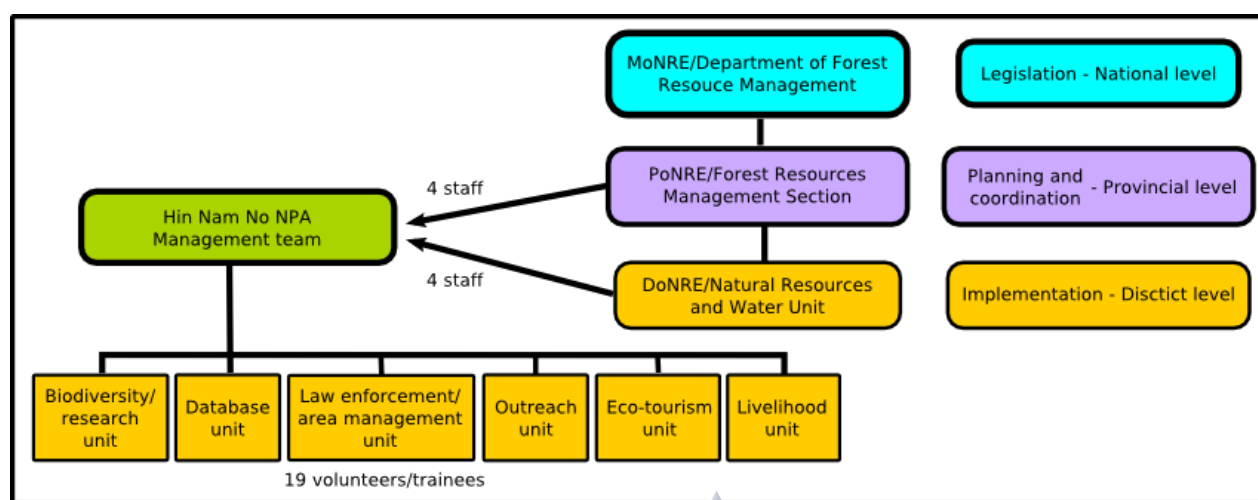 MoNRE/Department of Forest
Resouce Management
Legislation - National level
4 staff
PoNRE/Forest Resources
Management Section
Planning and
coordination - Provincial level
Hin Nam No NPA
Management team
4 staff
DoNRE/Natural Resources
and Water Unit
Implementation - Disctict level
Biodiversity/
research
unit
Database
unit
Law enforcement/
area management
unit
Outreach
unit
Eco-tourism
unit
Livelihood
unit
19 volunteers/trainees